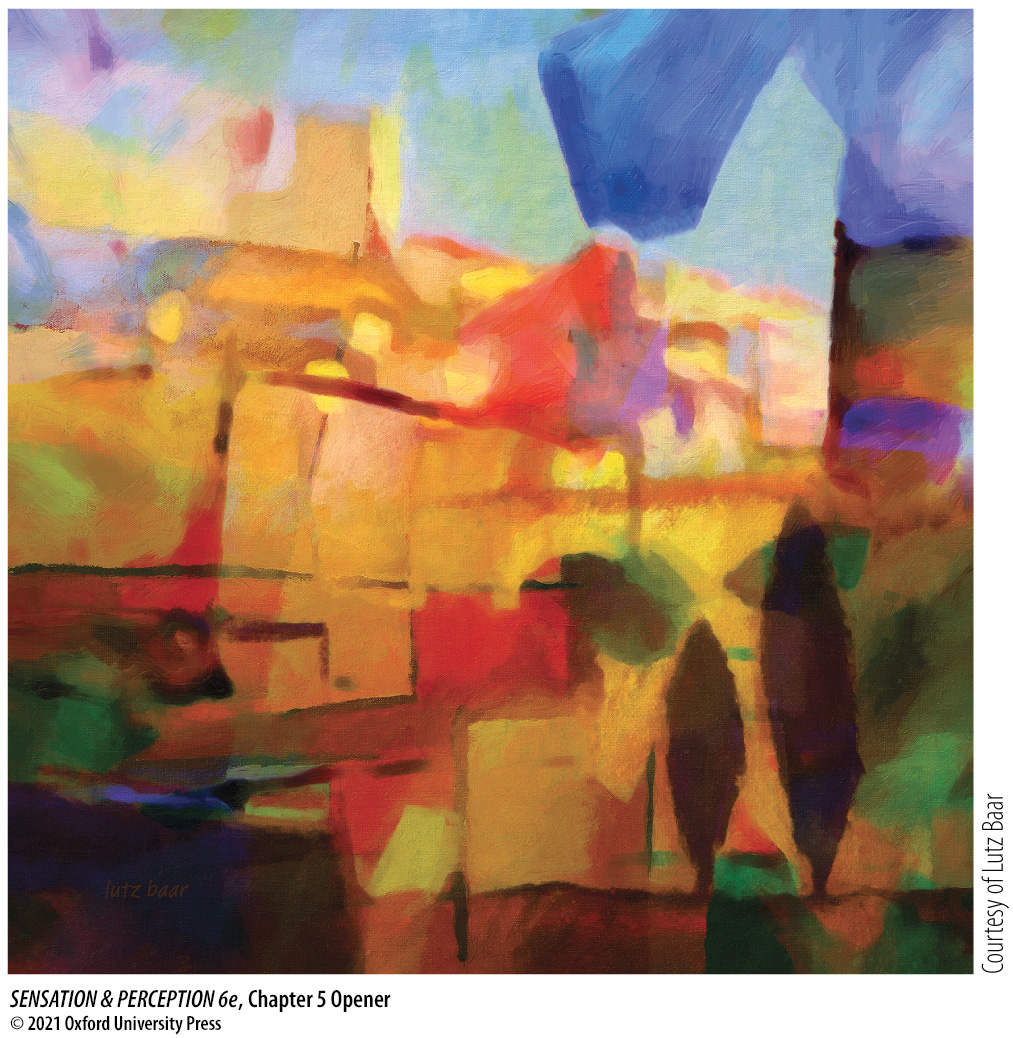 lutz baar
Courtesy of Lutz Baar
SENSATION & PERCEPTION 6e, Chapter 5 Opener
© 2021 Oxford University Press